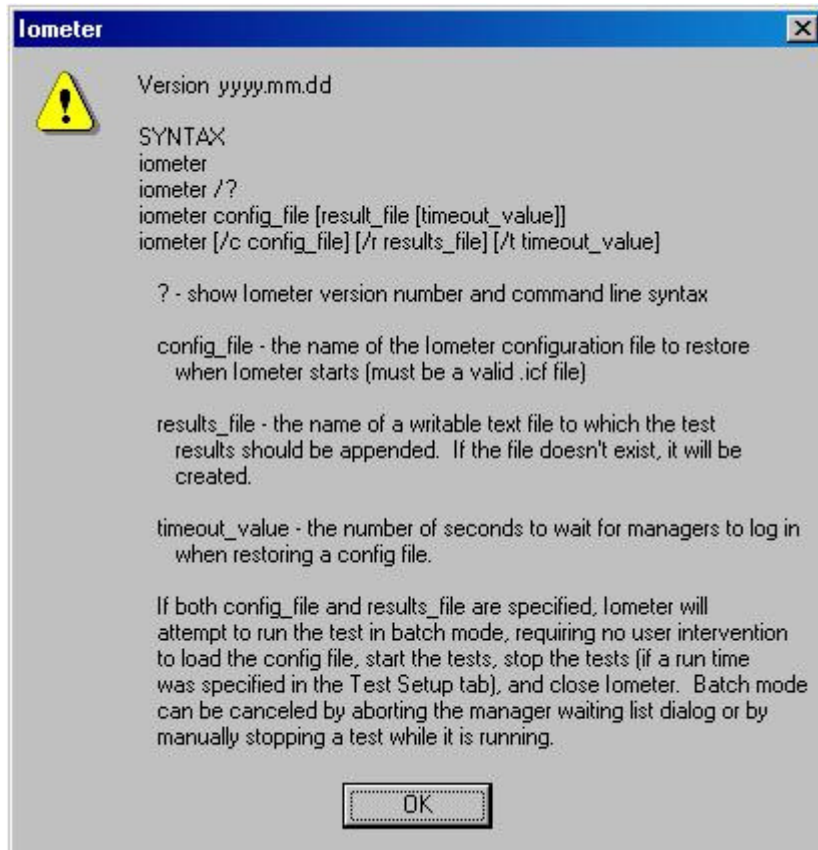 Iometer
Version yyyy.mm.dd
SYNTAX
iometer
iometer /?
iometer config_file [result_file [timeout_value]]
iometer [/c config_file] [/r results_file] [/t timeout_value]
? - show Iometer version number and command line syntax
config_file - the name of the Iometer configuration file to restore
when Iometer starts (must be a valid .icf file)
results_file - the name of a writable text file to which the test
results should be appended.  If the file doesn't exist, it will be
created.
timeout_value - the number of seconds to wait for managers to log in
when restoring a config file.
If both config_file and results_file are specified, Iometer will
attempt to run the test in batch mode, requiring no user intervention
to load the config file, start the tests, stop the tests (if a run time
was specified in the Test Setup tab), and close Iometer.  Batch mode
can be canceled by aborting the manager waiting list dialog or by
manually stopping a test while it is running.
OK